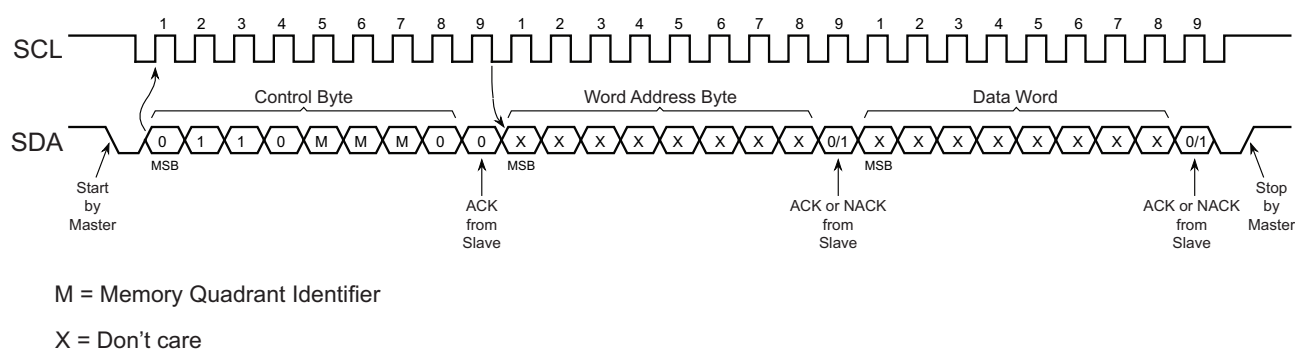 1 2 3 4 5 6 7 8 9 1 2 3 4 5 6 7 8 9 1 2 3 4 5 6 7 8 9
SCL
Control Byte Word Address Byte Data Word
SDA 0 1 1 0 M M M 0 0 X X X X X X X X 0/1 X X X X X X X X 0/1
MSB MSB MSB
Start
by
Master
ACK
from
Slave
ACK or NACK
from
Slave
ACK or NACK
from
Slave
Stop
by
Master
M = Memory Quadrant Identifier
X = Don't care